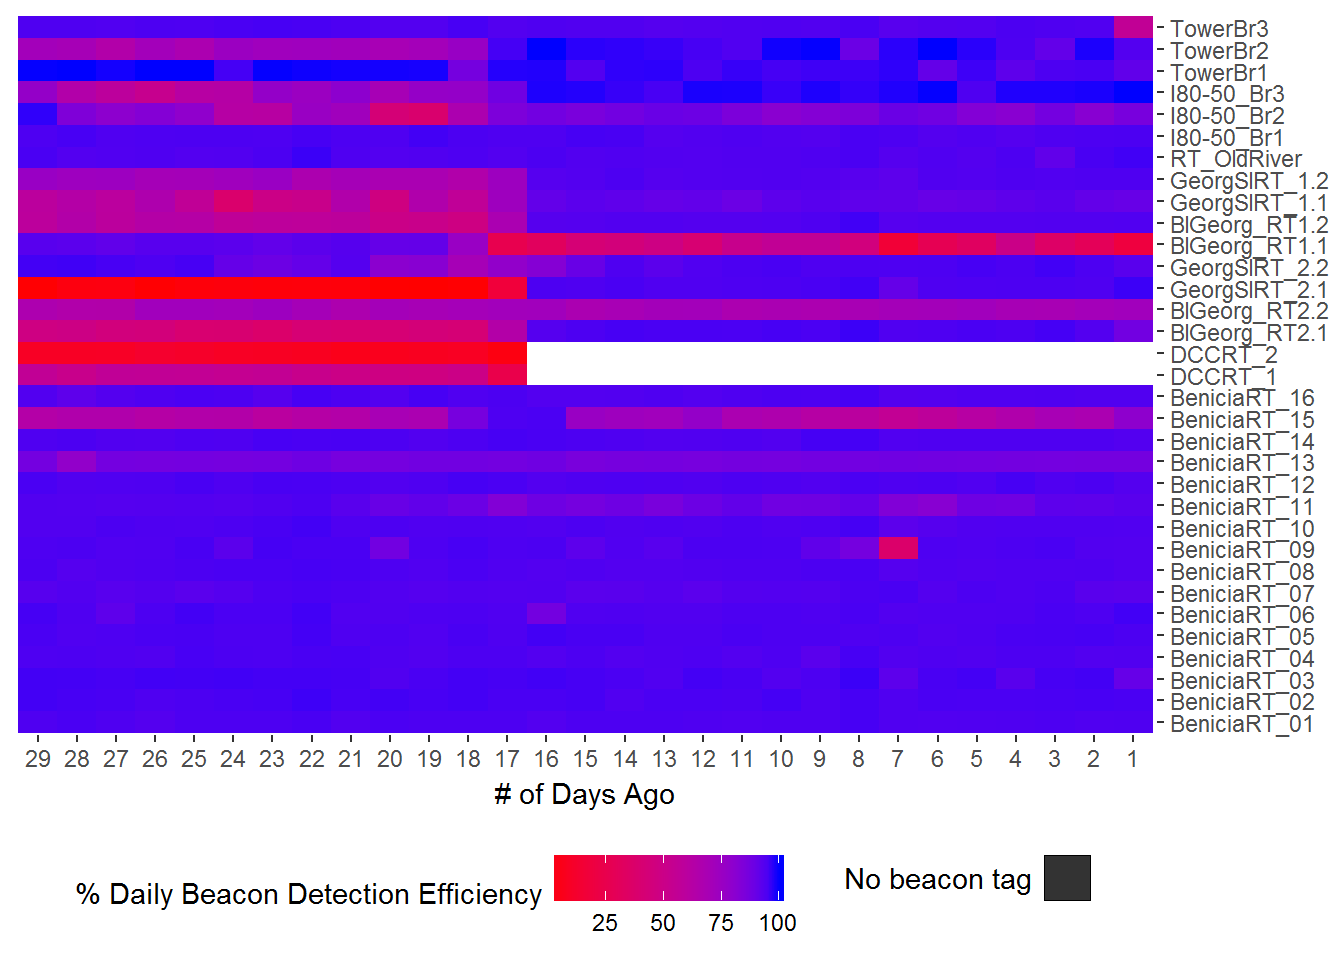 TowerBr3
TowerBr2
TowerBr1
I80-50_Br3
I80-50_Br2
I80-50_Br1
RT_OldRiver
GeorgSlRT_1.2
GeorgSlRT_1.1
BlGeorg_RT1.2
BlGeorg_RT1.1
GeorgSlRT_2.2
GeorgSlRT_2.1
BlGeorg_RT2.2
BlGeorg_RT2.1
DCCRT_2
DCCRT_1
BeniciaRT_16
BeniciaRT_15
BeniciaRT_14
BeniciaRT_13
BeniciaRT_12
BeniciaRT_11
BeniciaRT_10
BeniciaRT_09
BeniciaRT_08
BeniciaRT_07
BeniciaRT_06
BeniciaRT_05
BeniciaRT_04
BeniciaRT_03
BeniciaRT_02
BeniciaRT_01
29 28 27 26 25 24 23 22 21 20 19 18 17 16 15 14 13 12 11 10 9 8 7 6 5 4 3 2 1
# of Days Ago
% Daily Beacon Detection Efficiency
25 50 75 100
No beacon tag